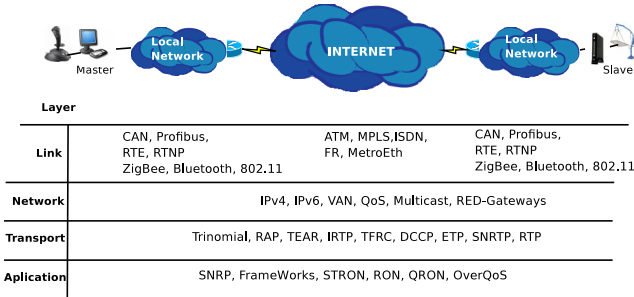 Local
Network
INTERNET
Local
Network
Master
Slave
Layer
Link
CAN, Profibus,
RTE, RTNP
ZigBee, Bluetooth, 802.11
ATM, MPLS,ISDN,
FR, MetroEth
CAN, Profibus,
RTE, RTNP
ZigBee, Bluetooth, 802.11
Network
IPv4, IPv6, VAN, QoS, Multicast, RED-Gateways
Transport
Trinomial, RAP, TEAR, IRTP, TFRC, DCCP, ETP, SNRTP, RTP
Aplication
SNRP, FrameWorks, STRON, RON, QRON, OverQoS